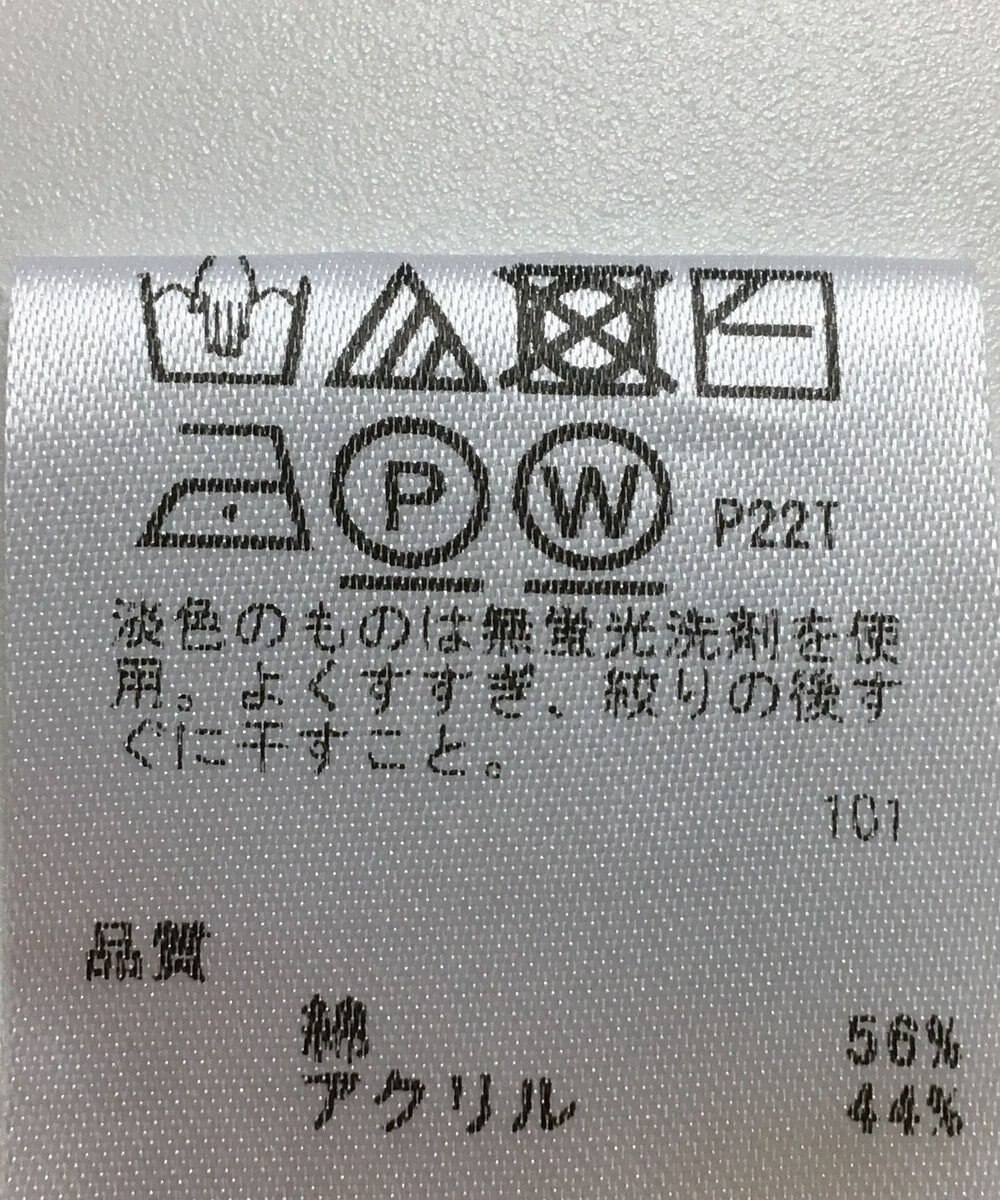 P
W
P22T
淡色のものは無蛍光洗剤を使
用。よくすすぎ、絞りの後す
ぐに干すこと。
101
品質
綿 56%
アクリル 44%